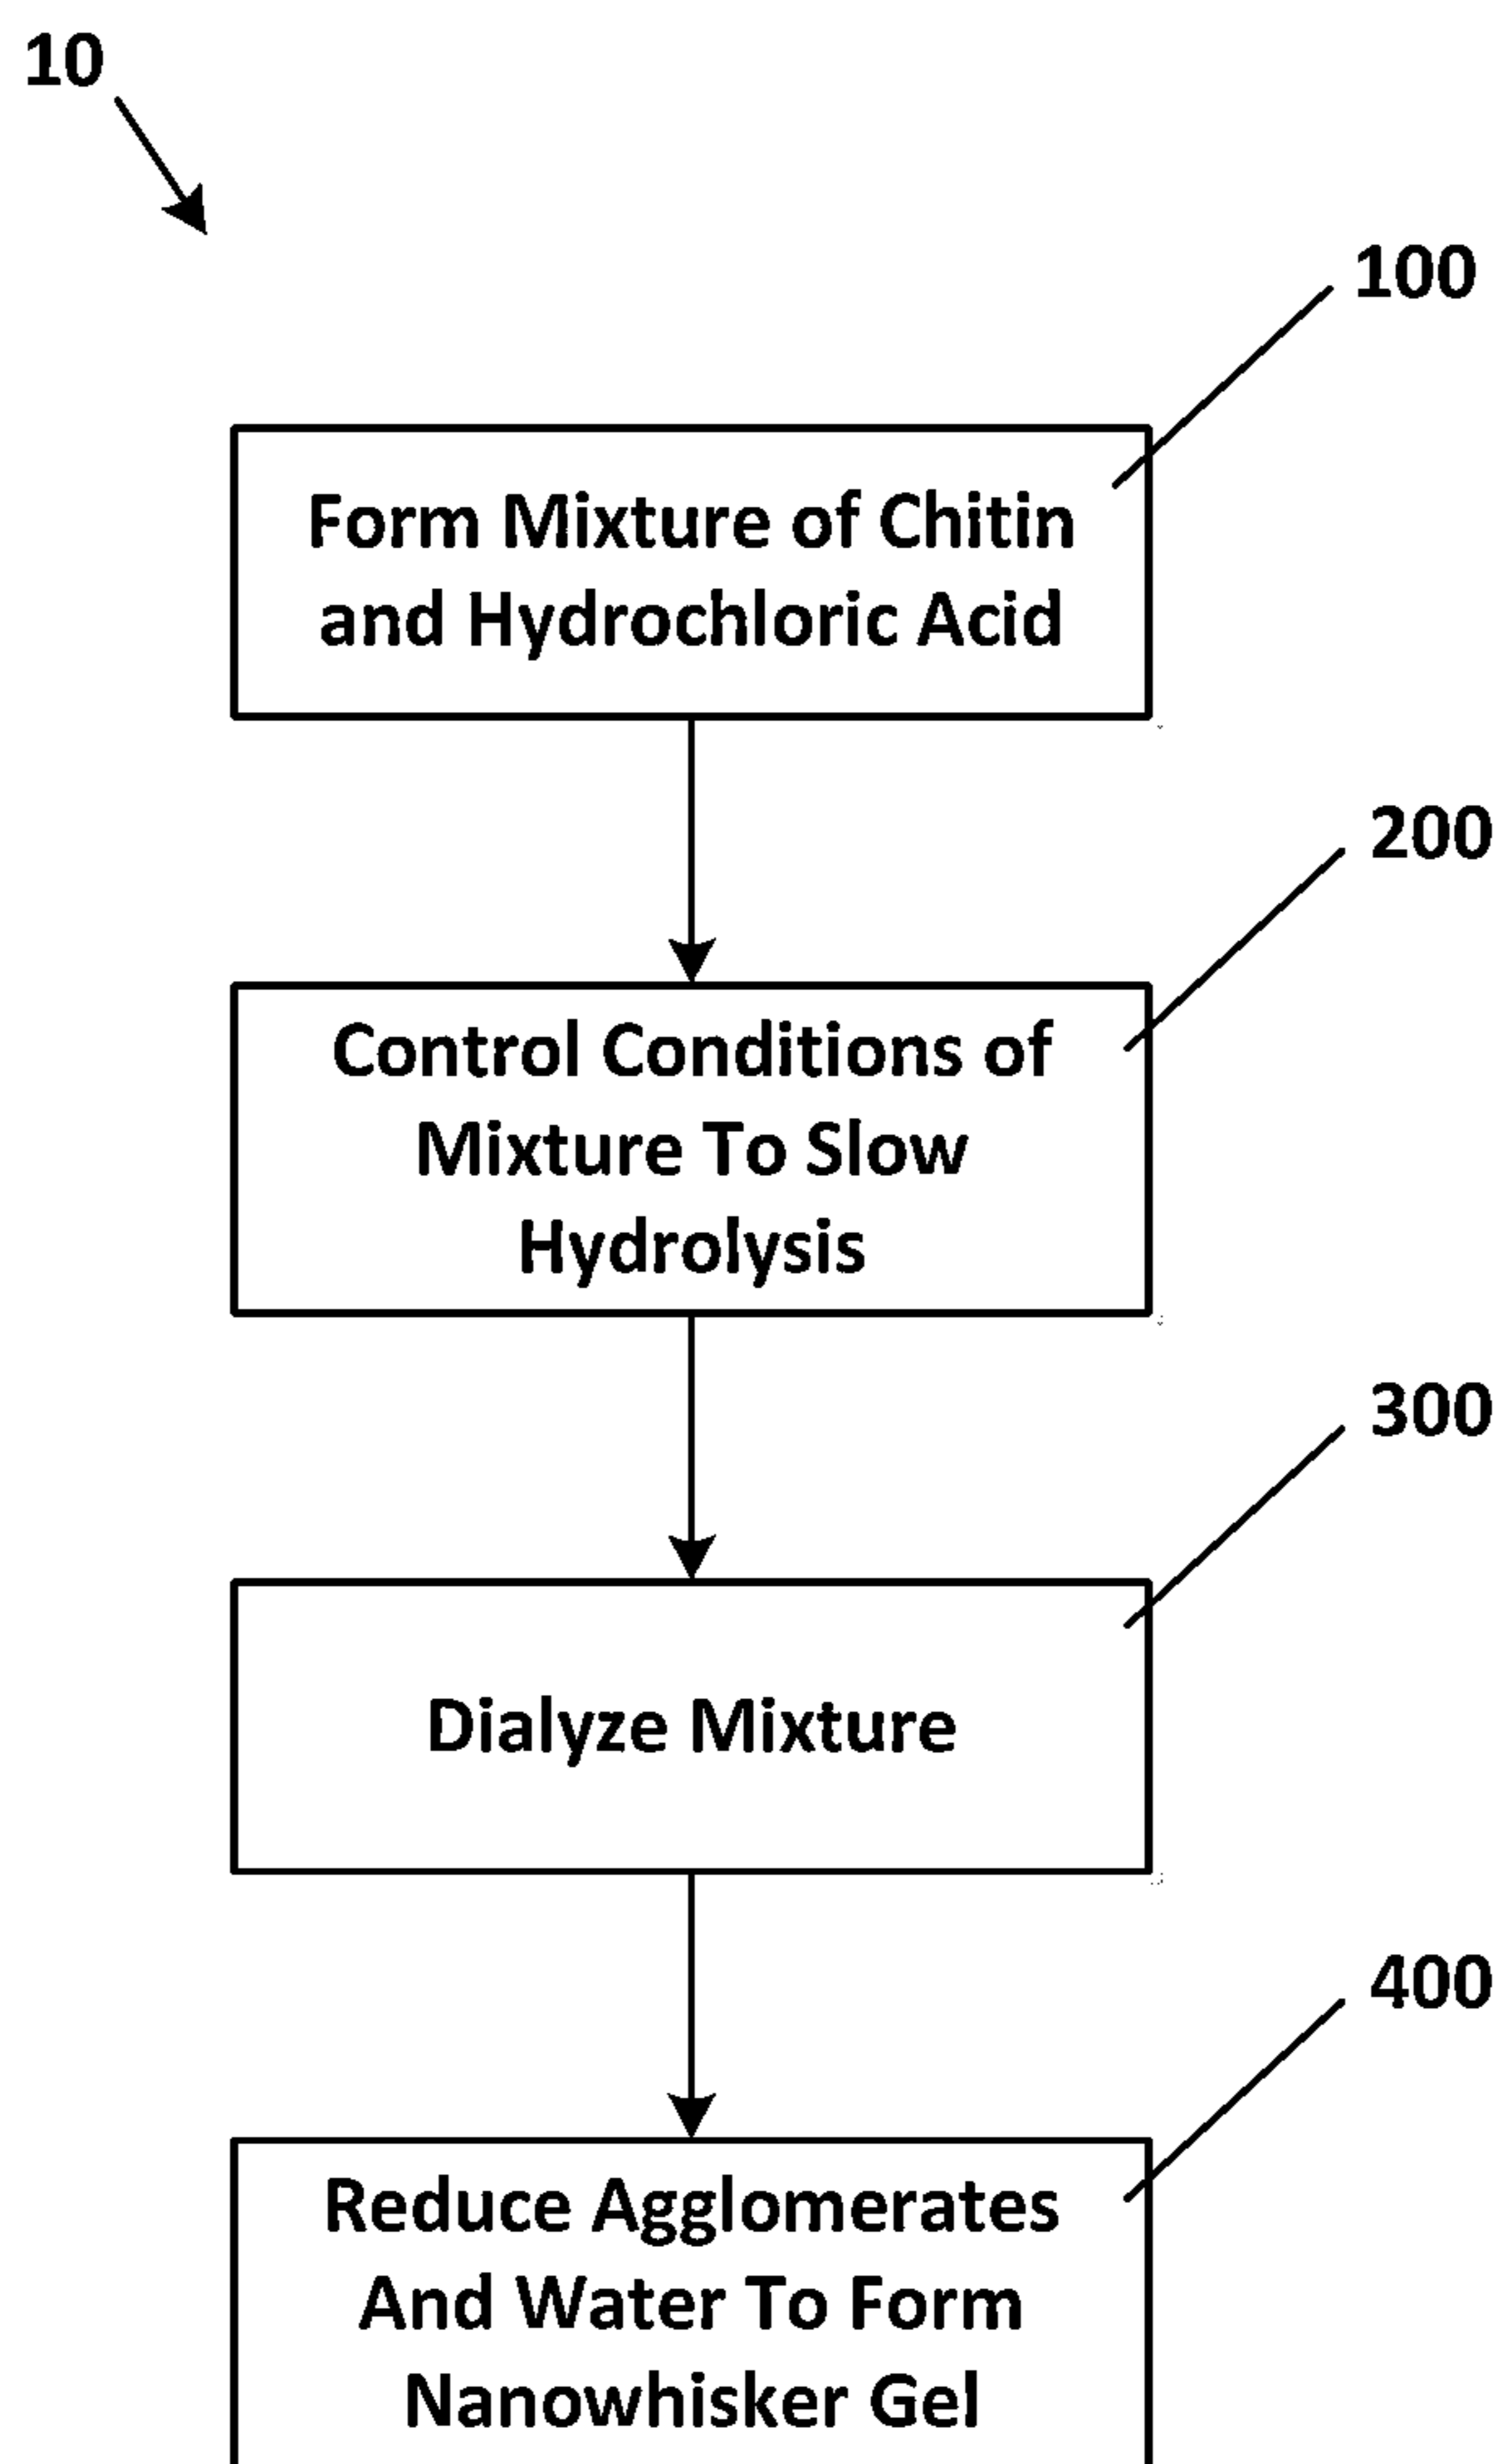 10
100
Form Mixture of Chitin
and Hydrochloric Acid
200
Control Conditions of
Mixture To Slow
Hydrolysis
300
Dialyze Mixture
400
Reduce Agglomerates
And Water To Form
Nanowhisker Gel